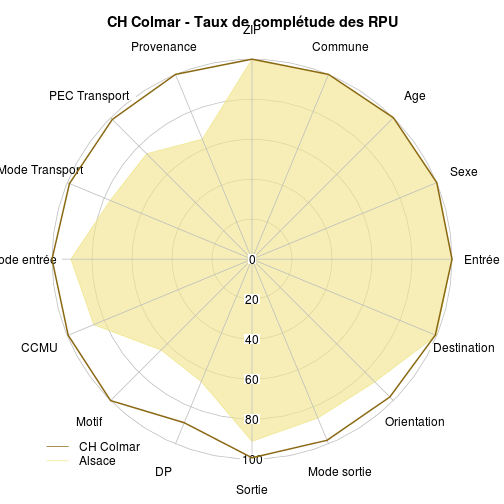 CH Colmar - Taux de complétude des RPU
ZIP
Provenance
Commune
PEC Transport
Age
Mode Transport
Sexe
ode entrée
0
Entrée
20
CCMU
40
Destination
60
Motif
80
Orientation
DP
100
Mode sortie
Sortie
CH Colmar
Alsace